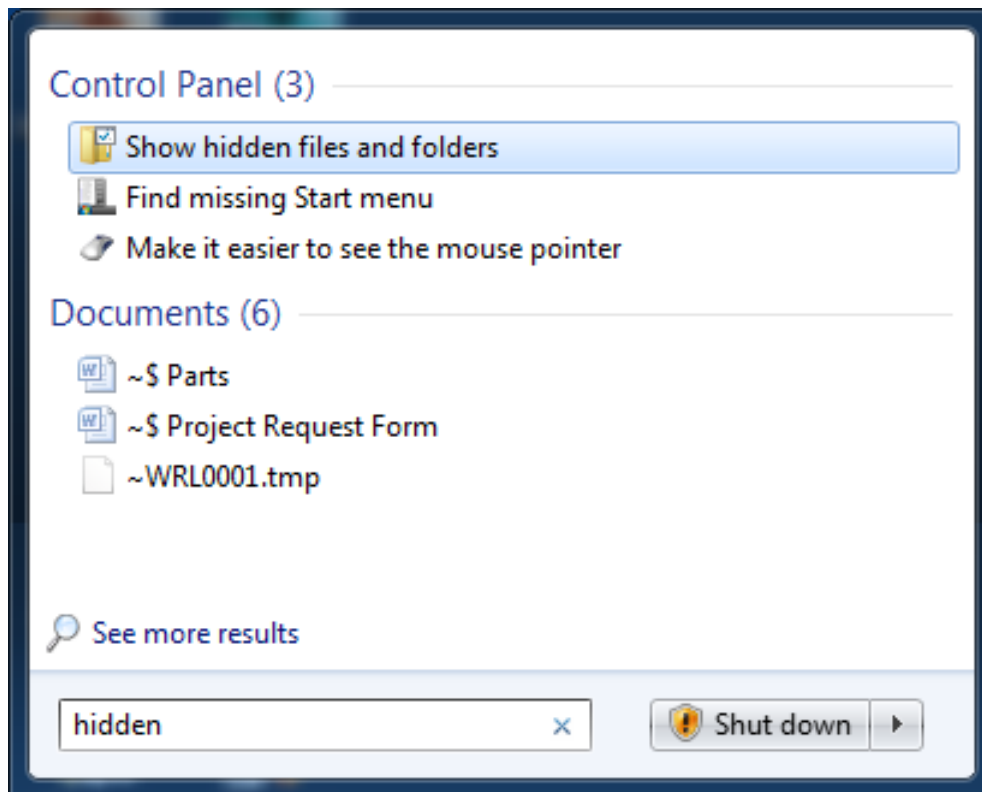 Control Panel (3)
Show hidden files and folders
Find missing Start menu
Make it easier to see the mouse pointer
Documents (6)
~$ Parts
~$ Project Request Form
~WRL0001.tmp
See more results
hidden
Shut down